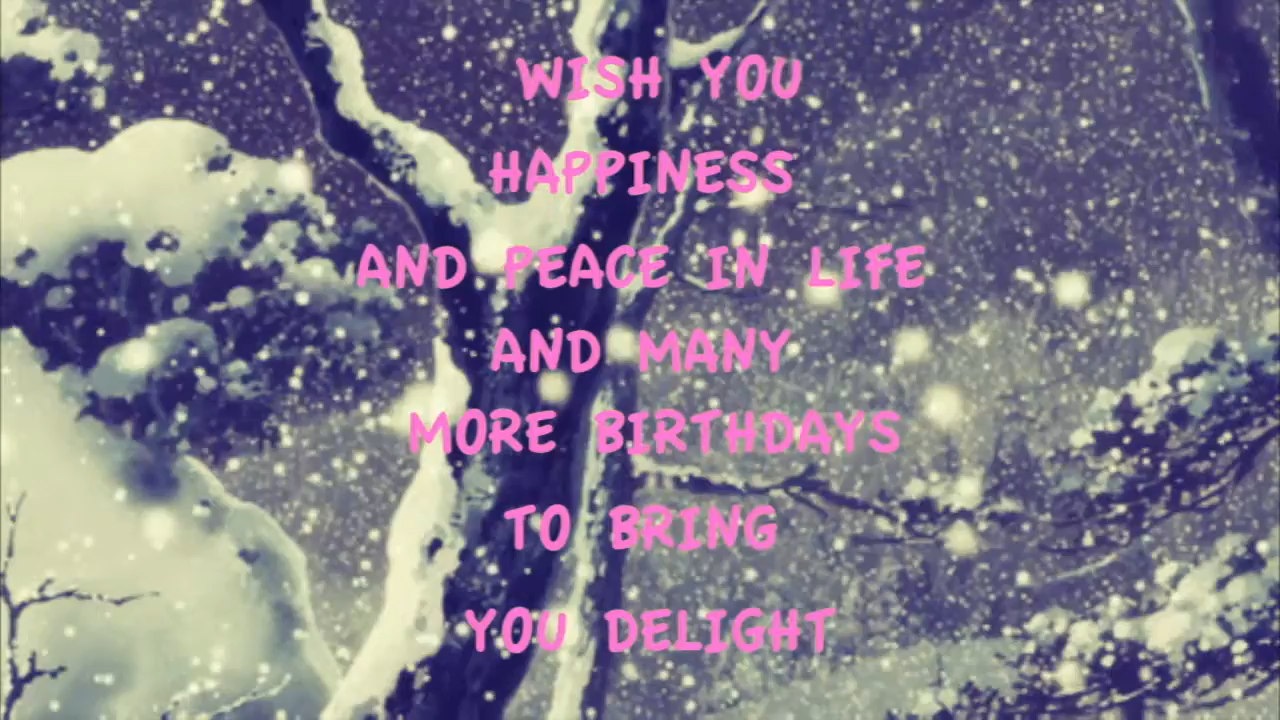 WISH YOU
HAPPINESS
AND PEACE IN LIFE
AND MANY
MORE BIRTHDAYS
TO BRING
YOU DELIGHT